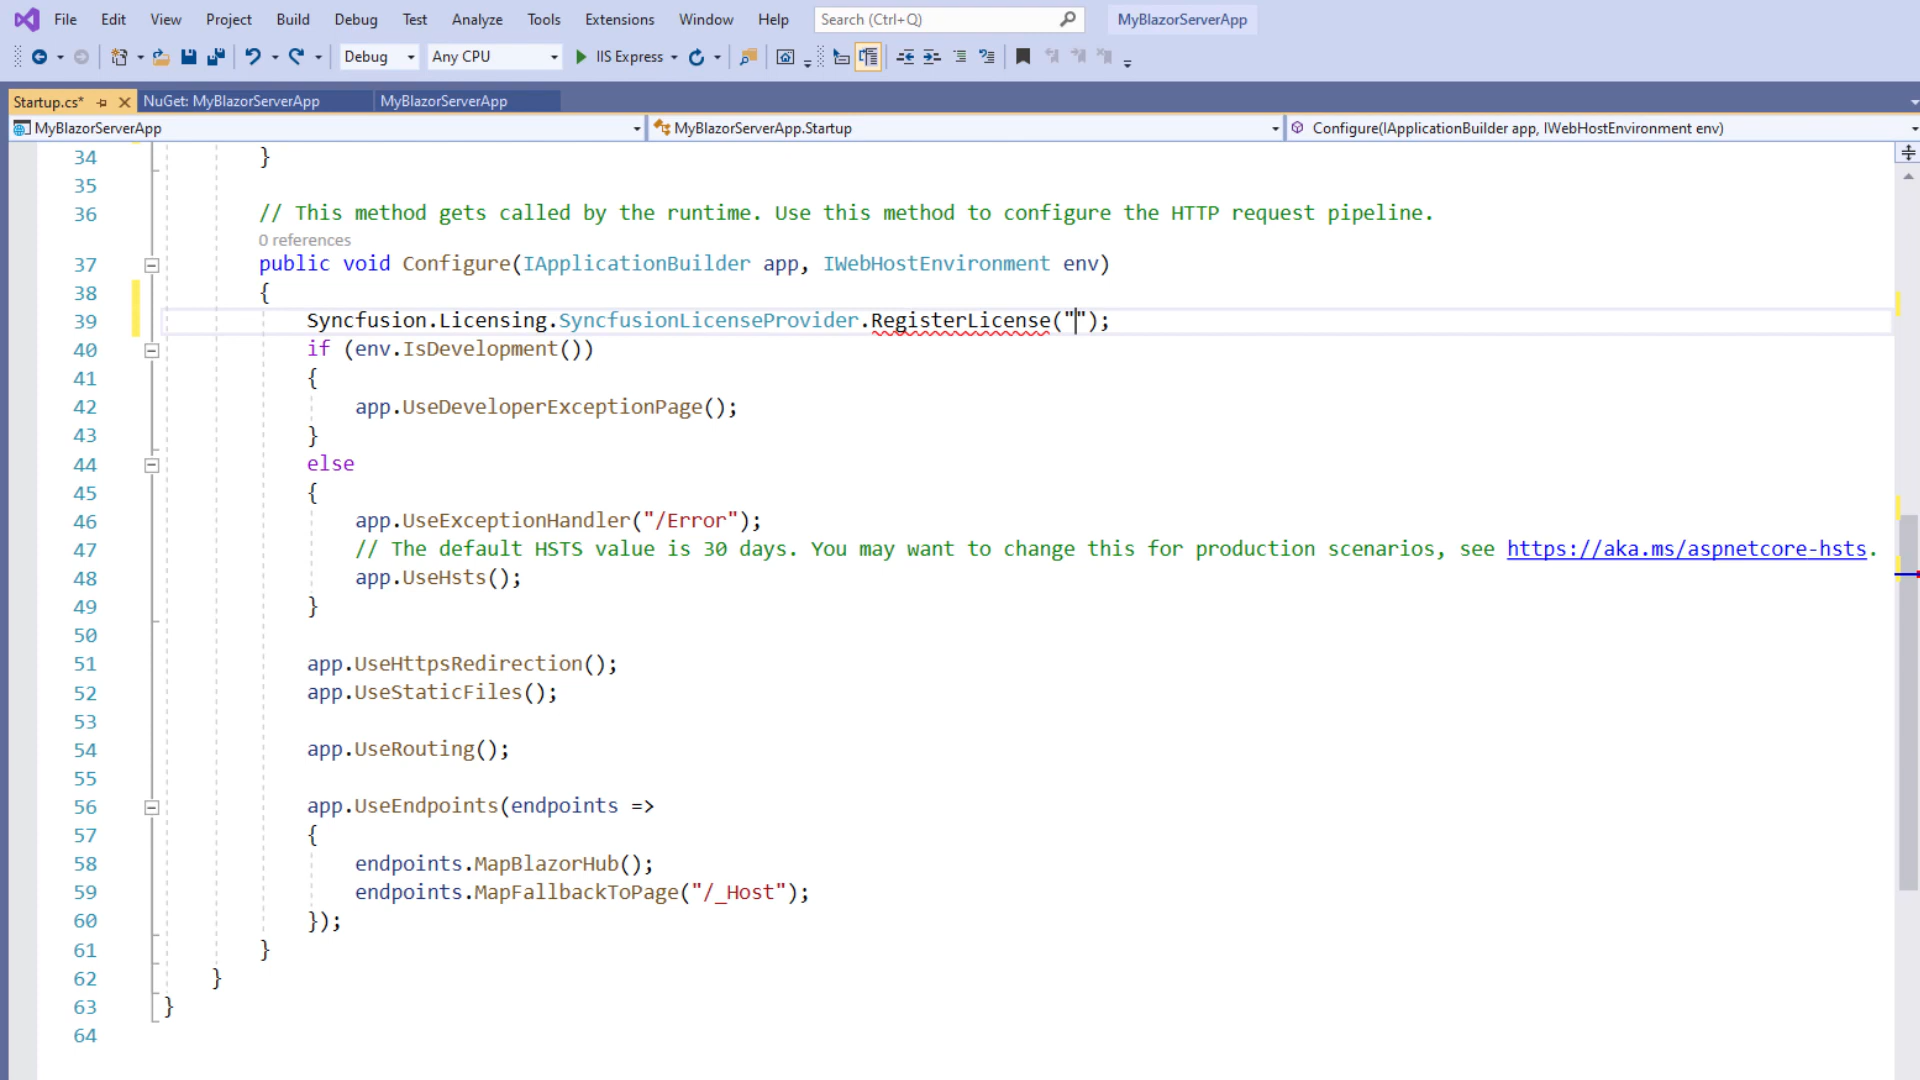 File Edit View Project Build Debug Test Analyze Tools Extensions Window Help Search (Ctrl+Q) MyBlazorServerApp
Debug Any CPU IIS Express
Startup.cs* NuGet: MyBlazorServerApp MyBlazorServerApp
MyBlazorServerApp MyBlazorServerApp.Startup Configure(IApplicationBuilder app, IWebHostEnvironment env)
34 }
35
36 // This method gets called by the runtime. Use this method to configure the HTTP request pipeline.
0 references
37 public void Configure(IApplicationBuilder app, IWebHostEnvironment env)
38 {
39 Syncfusion.Licensing.SyncfusionLicenseProvider.RegisterLicense("");
40 if (env.IsDevelopment())
41 {
42 app.UseDeveloperExceptionPage();
43 }
44 else
45 {
46 app.UseExceptionHandler("/Error");
47 // The default HSTS value is 30 days. You may want to change this for production scenarios, see https://aka.ms/aspnetcore-hsts.
48 app.UseHsts();
49 }
50
51 app.UseHttpsRedirection();
52 app.UseStaticFiles();
53
54 app.UseRouting();
55
56 app.UseEndpoints(endpoints =>
57 {
58 endpoints.MapBlazorHub();
59 endpoints.MapFallbackToPage("/_Host");
60 });
61 }
62 }
63 }
64